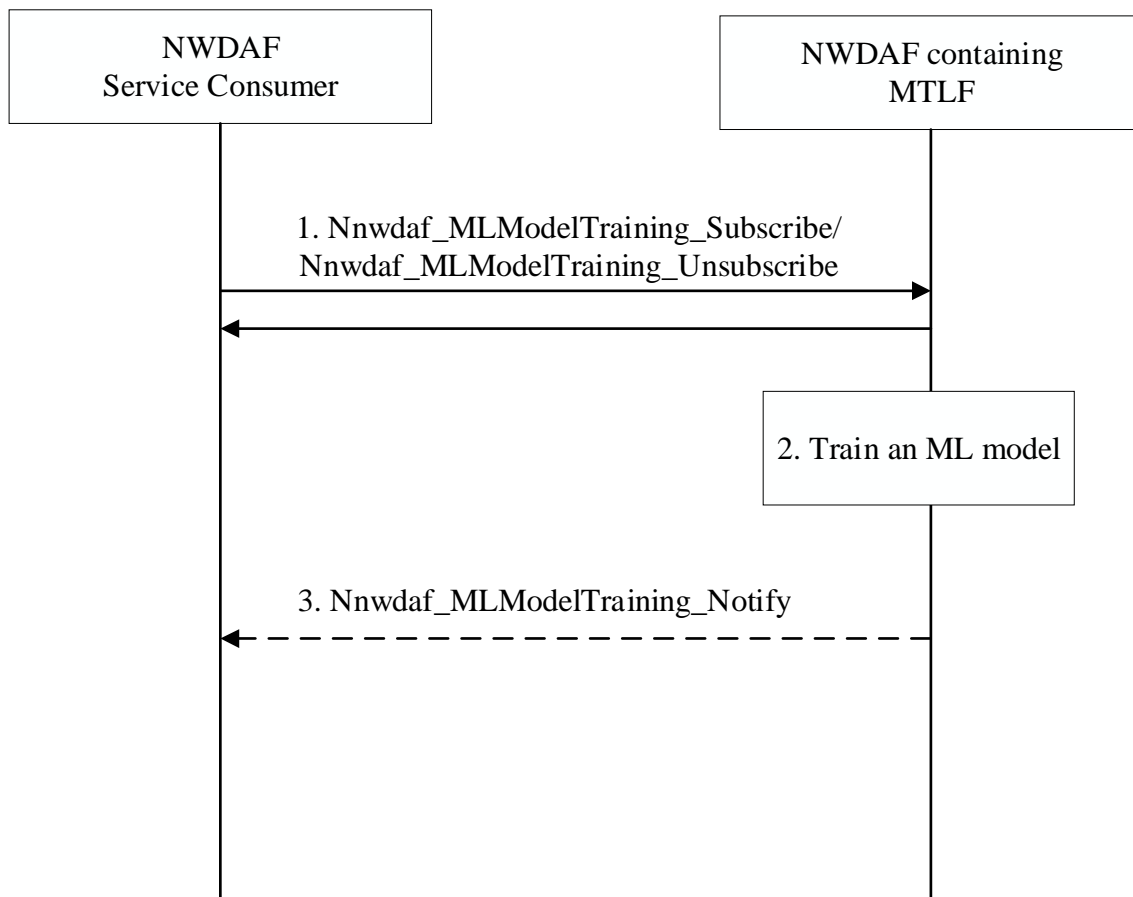 NWDAF
Service Consumer
NWDAF containing
MTLF
1. Nnwdaf_MLModelTraining_Subscribe/
Nnwdaf_MLModelTraining_Unsubscribe
2. Train an ML model
3. Nnwdaf_MLModelTraining_Notify